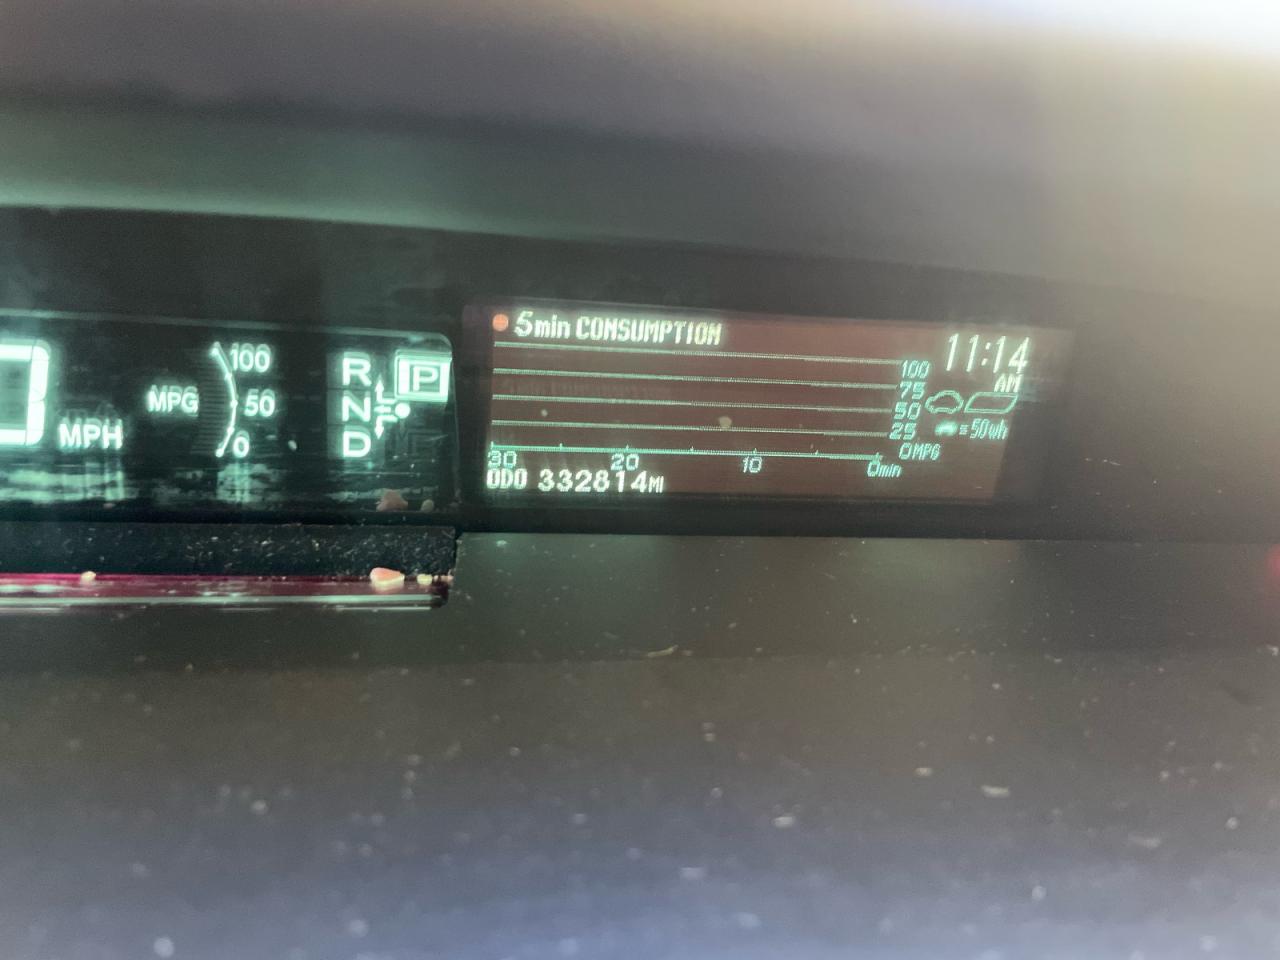 0
MPH
MPG
100
50
0
R
N
D
P
5min CONSUMPTION
11:14
AM
100
75
50
25
0MPG
=50Wh
30 20 10 0min
ODO 332814MI